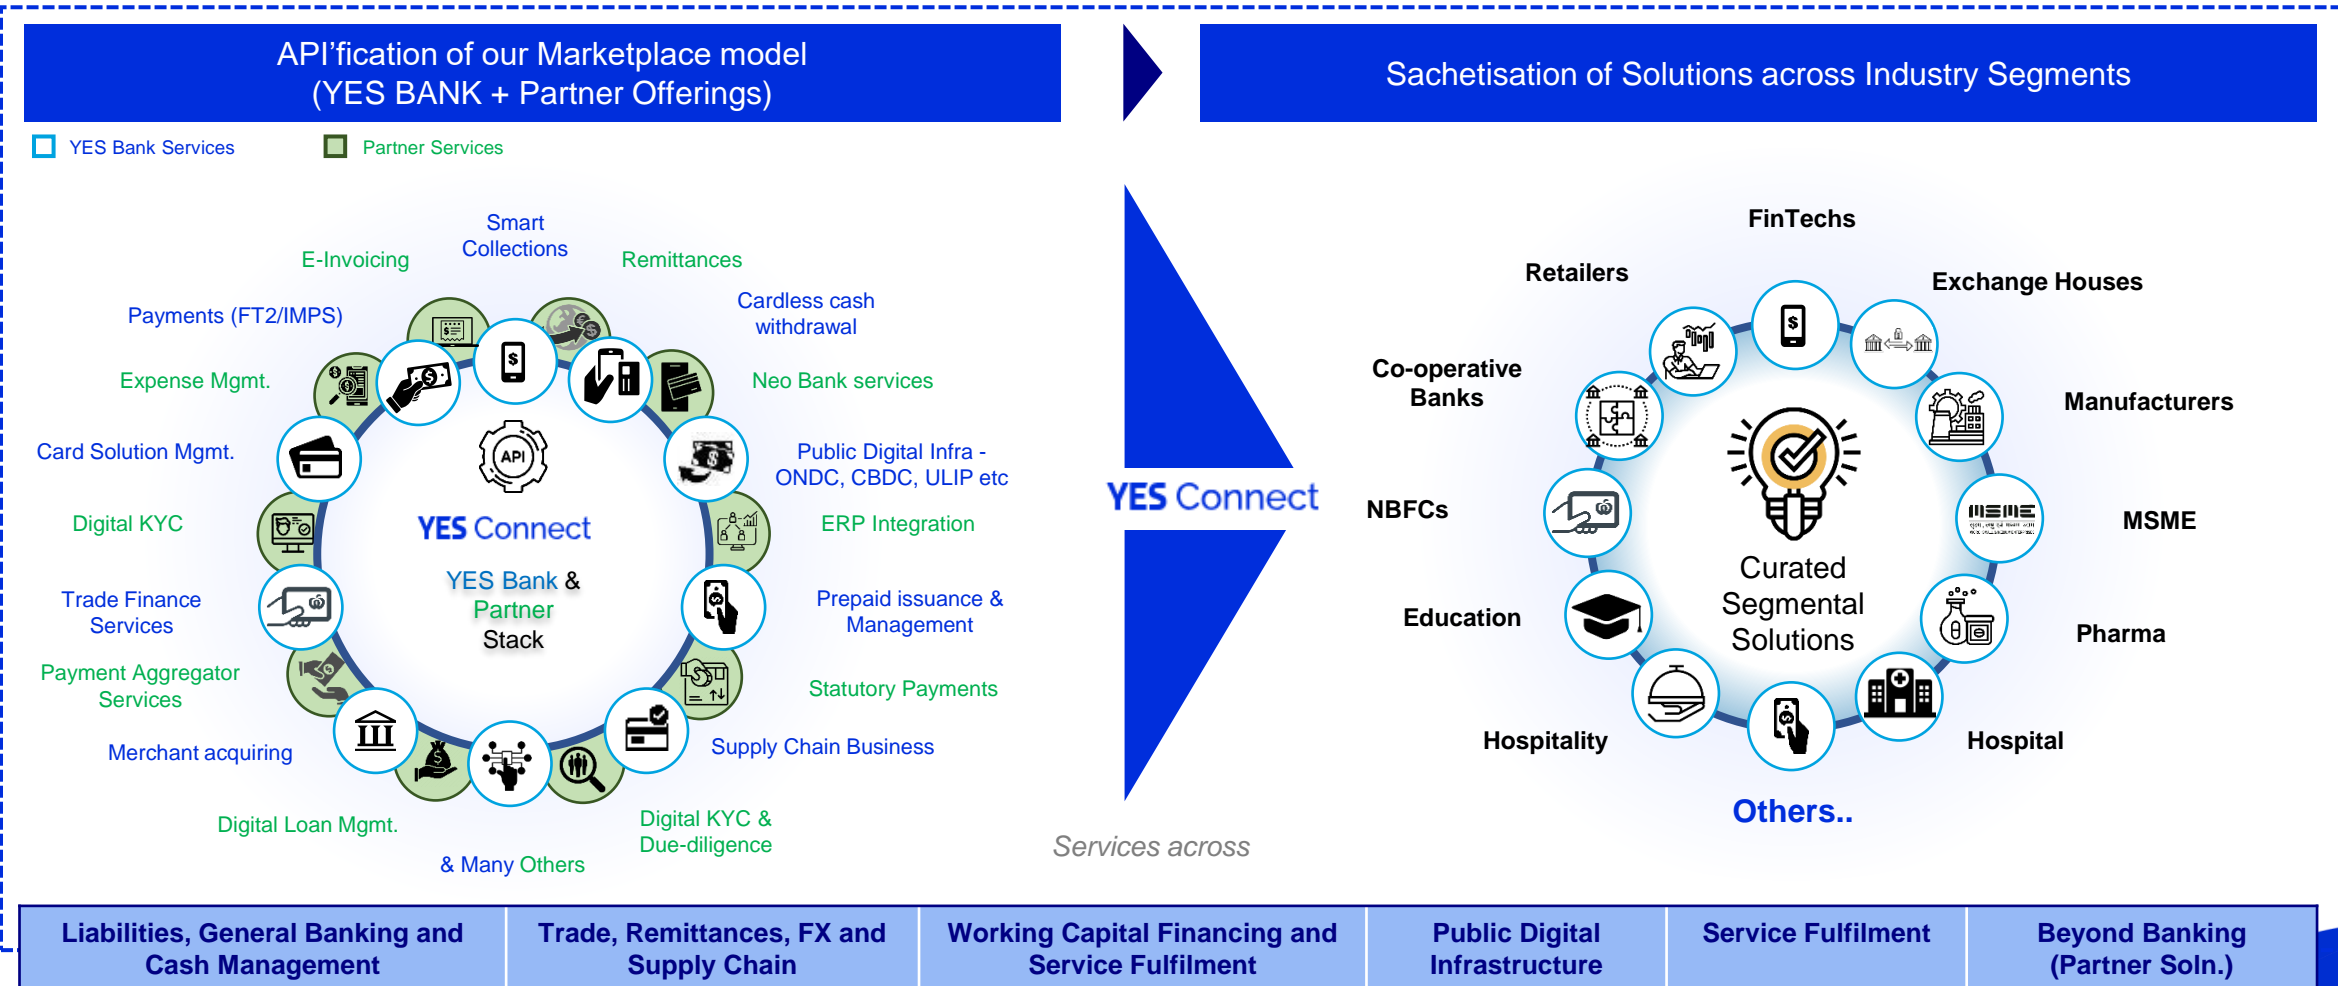 API'fication of our Marketplace model
(YES BANK + Partner Offerings)
Sachetisation of Solutions across Industry Segments
YES Bank Services
Partner Services
Smart
Collections
E-Invoicing
Remittances
Payments (FT2/IMPS)
Cardless cash
withdrawal
Expense Mgmt.
Neo Bank services
Card Solution Mgmt.
Public Digital Infra -
ONDC, CBDC, ULIP etc
Digital KYC
ERP Integration
Trade Finance
Services
Prepaid issuance &
Management
Payment Aggregator
Services
Statutory Payments
Merchant acquiring
Supply Chain Business
Digital Loan Mgmt.
Digital KYC &
Due-diligence
& Many Others
API
YES Connect
YES Bank &
Partner
Stack
YES Connect
Services across
FinTechs
Retailers
Exchange Houses
Co-operative
Banks
Manufacturers
NBFCs
MSME
MSME
Education
Pharma
Hospitality
Hospital
Others..
Curated
Segmental
Solutions
Liabilities, General Banking and
Cash Management
Trade, Remittances, FX and
Supply Chain
Working Capital Financing and
Service Fulfilment
Public Digital
Infrastructure
Service Fulfilment
Beyond Banking
(Partner Soln.)